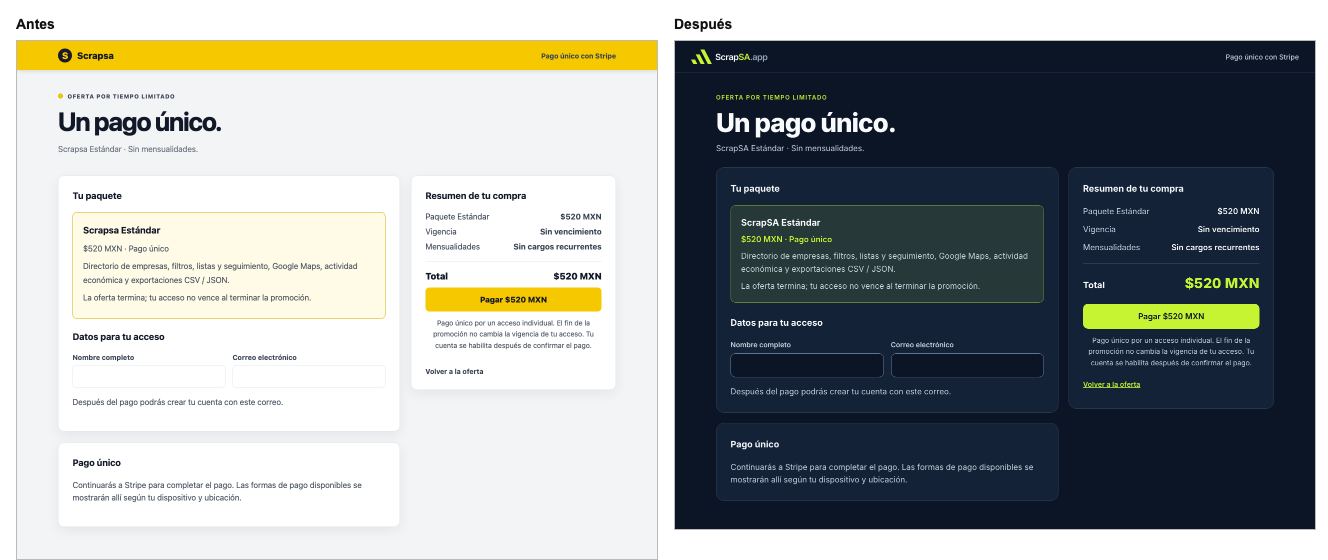 Antes
S Scrapsa
Pago único con Stripe
OFERTA POR TIEMPO LIMITADO
Un pago único.
Scrapsa Estándar · Sin mensualidades.
Tu paquete
Scrapsa Estándar
$520 MXN · Pago único
Directorio de empresas, filtros, listas y seguimiento, Google Maps, actividad
económica y exportaciones CSV / JSON.
La oferta termina; tu acceso no vence al terminar la promoción.
Datos para tu acceso
Nombre completo
Correo electrónico
Después del pago podrás crear tu cuenta con este correo.
Pago único
Continuarás a Stripe para completar el pago. Las formas de pago disponibles se
mostrarán allí según tu dispositivo y ubicación.
Resumen de tu compra
Paquete Estándar $520 MXN
Vigencia Sin vencimiento
Mensualidades Sin cargos recurrentes
Total $520 MXN
Pagar $520 MXN
Pago único por un acceso individual. El fin de la
promoción no cambia la vigencia de tu acceso. Tu
cuenta se habilita después de confirmar el pago.
Volver a la oferta
Después
ScrapSA.app
Pago único con Stripe
OFERTA POR TIEMPO LIMITADO
Un pago único.
ScrapSA Estándar · Sin mensualidades.
Tu paquete
ScrapSA Estándar
$520 MXN · Pago único
Directorio de empresas, filtros, listas y seguimiento, Google Maps, actividad
económica y exportaciones CSV / JSON.
La oferta termina; tu acceso no vence al terminar la promoción.
Datos para tu acceso
Nombre completo
Correo electrónico
Después del pago podrás crear tu cuenta con este correo.
Pago único
Continuarás a Stripe para completar el pago. Las formas de pago disponibles se
mostrarán allí según tu dispositivo y ubicación.
Resumen de tu compra
Paquete Estándar $520 MXN
Vigencia Sin vencimiento
Mensualidades Sin cargos recurrentes
Total $520 MXN
Pagar $520 MXN
Pago único por un acceso individual. El fin de la
promoción no cambia la vigencia de tu acceso. Tu
cuenta se habilita después de confirmar el pago.
Volver a la oferta